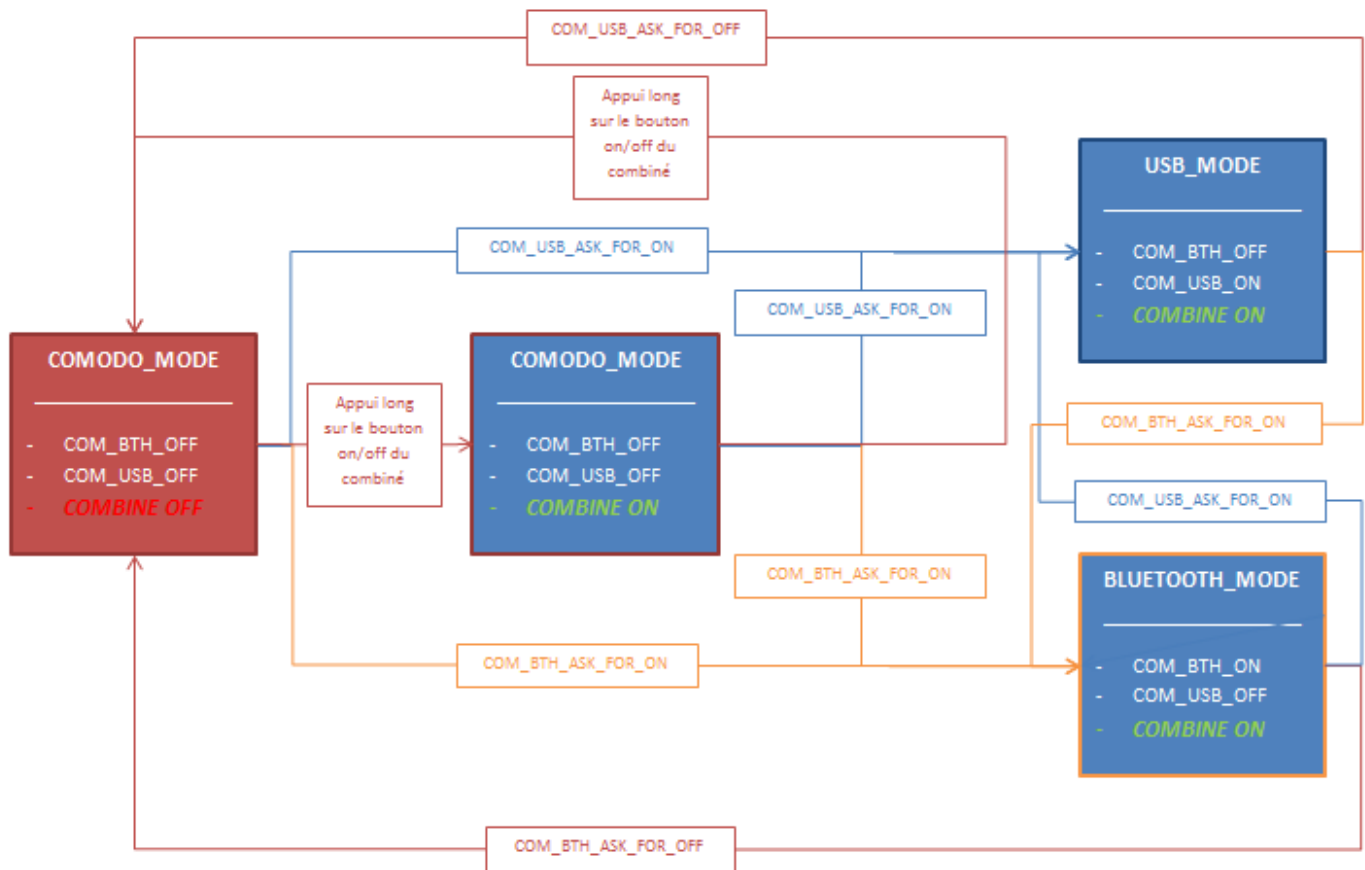 COM_USB_ASK_FOR_OFF
Appui long
sur le bouton
on/off du
combiné
USB_MODE
- COM_BTH_OFF
- COM_USB_ON
- COMBINE ON
COM_USB_ASK_FOR_ON
COM_USB_ASK_FOR_ON
COMODO_MODE
- COM_BTH_OFF
- COM_USB_OFF
- COMBINE OFF
Appui long
sur le bouton
on/off du
combiné
COMODO_MODE
- COM_BTH_OFF
- COM_USB_OFF
- COMBINE ON
COM_BTH_ASK_FOR_ON
COM_USB_ASK_FOR_ON
COM_BTH_ASK_FOR_ON
BLUETOOTH_MODE
- COM_BTH_ON
- COM_USB_OFF
- COMBINE ON
COM_BTH_ASK_FOR_ON
COM_BTH_ASK_FOR_OFF